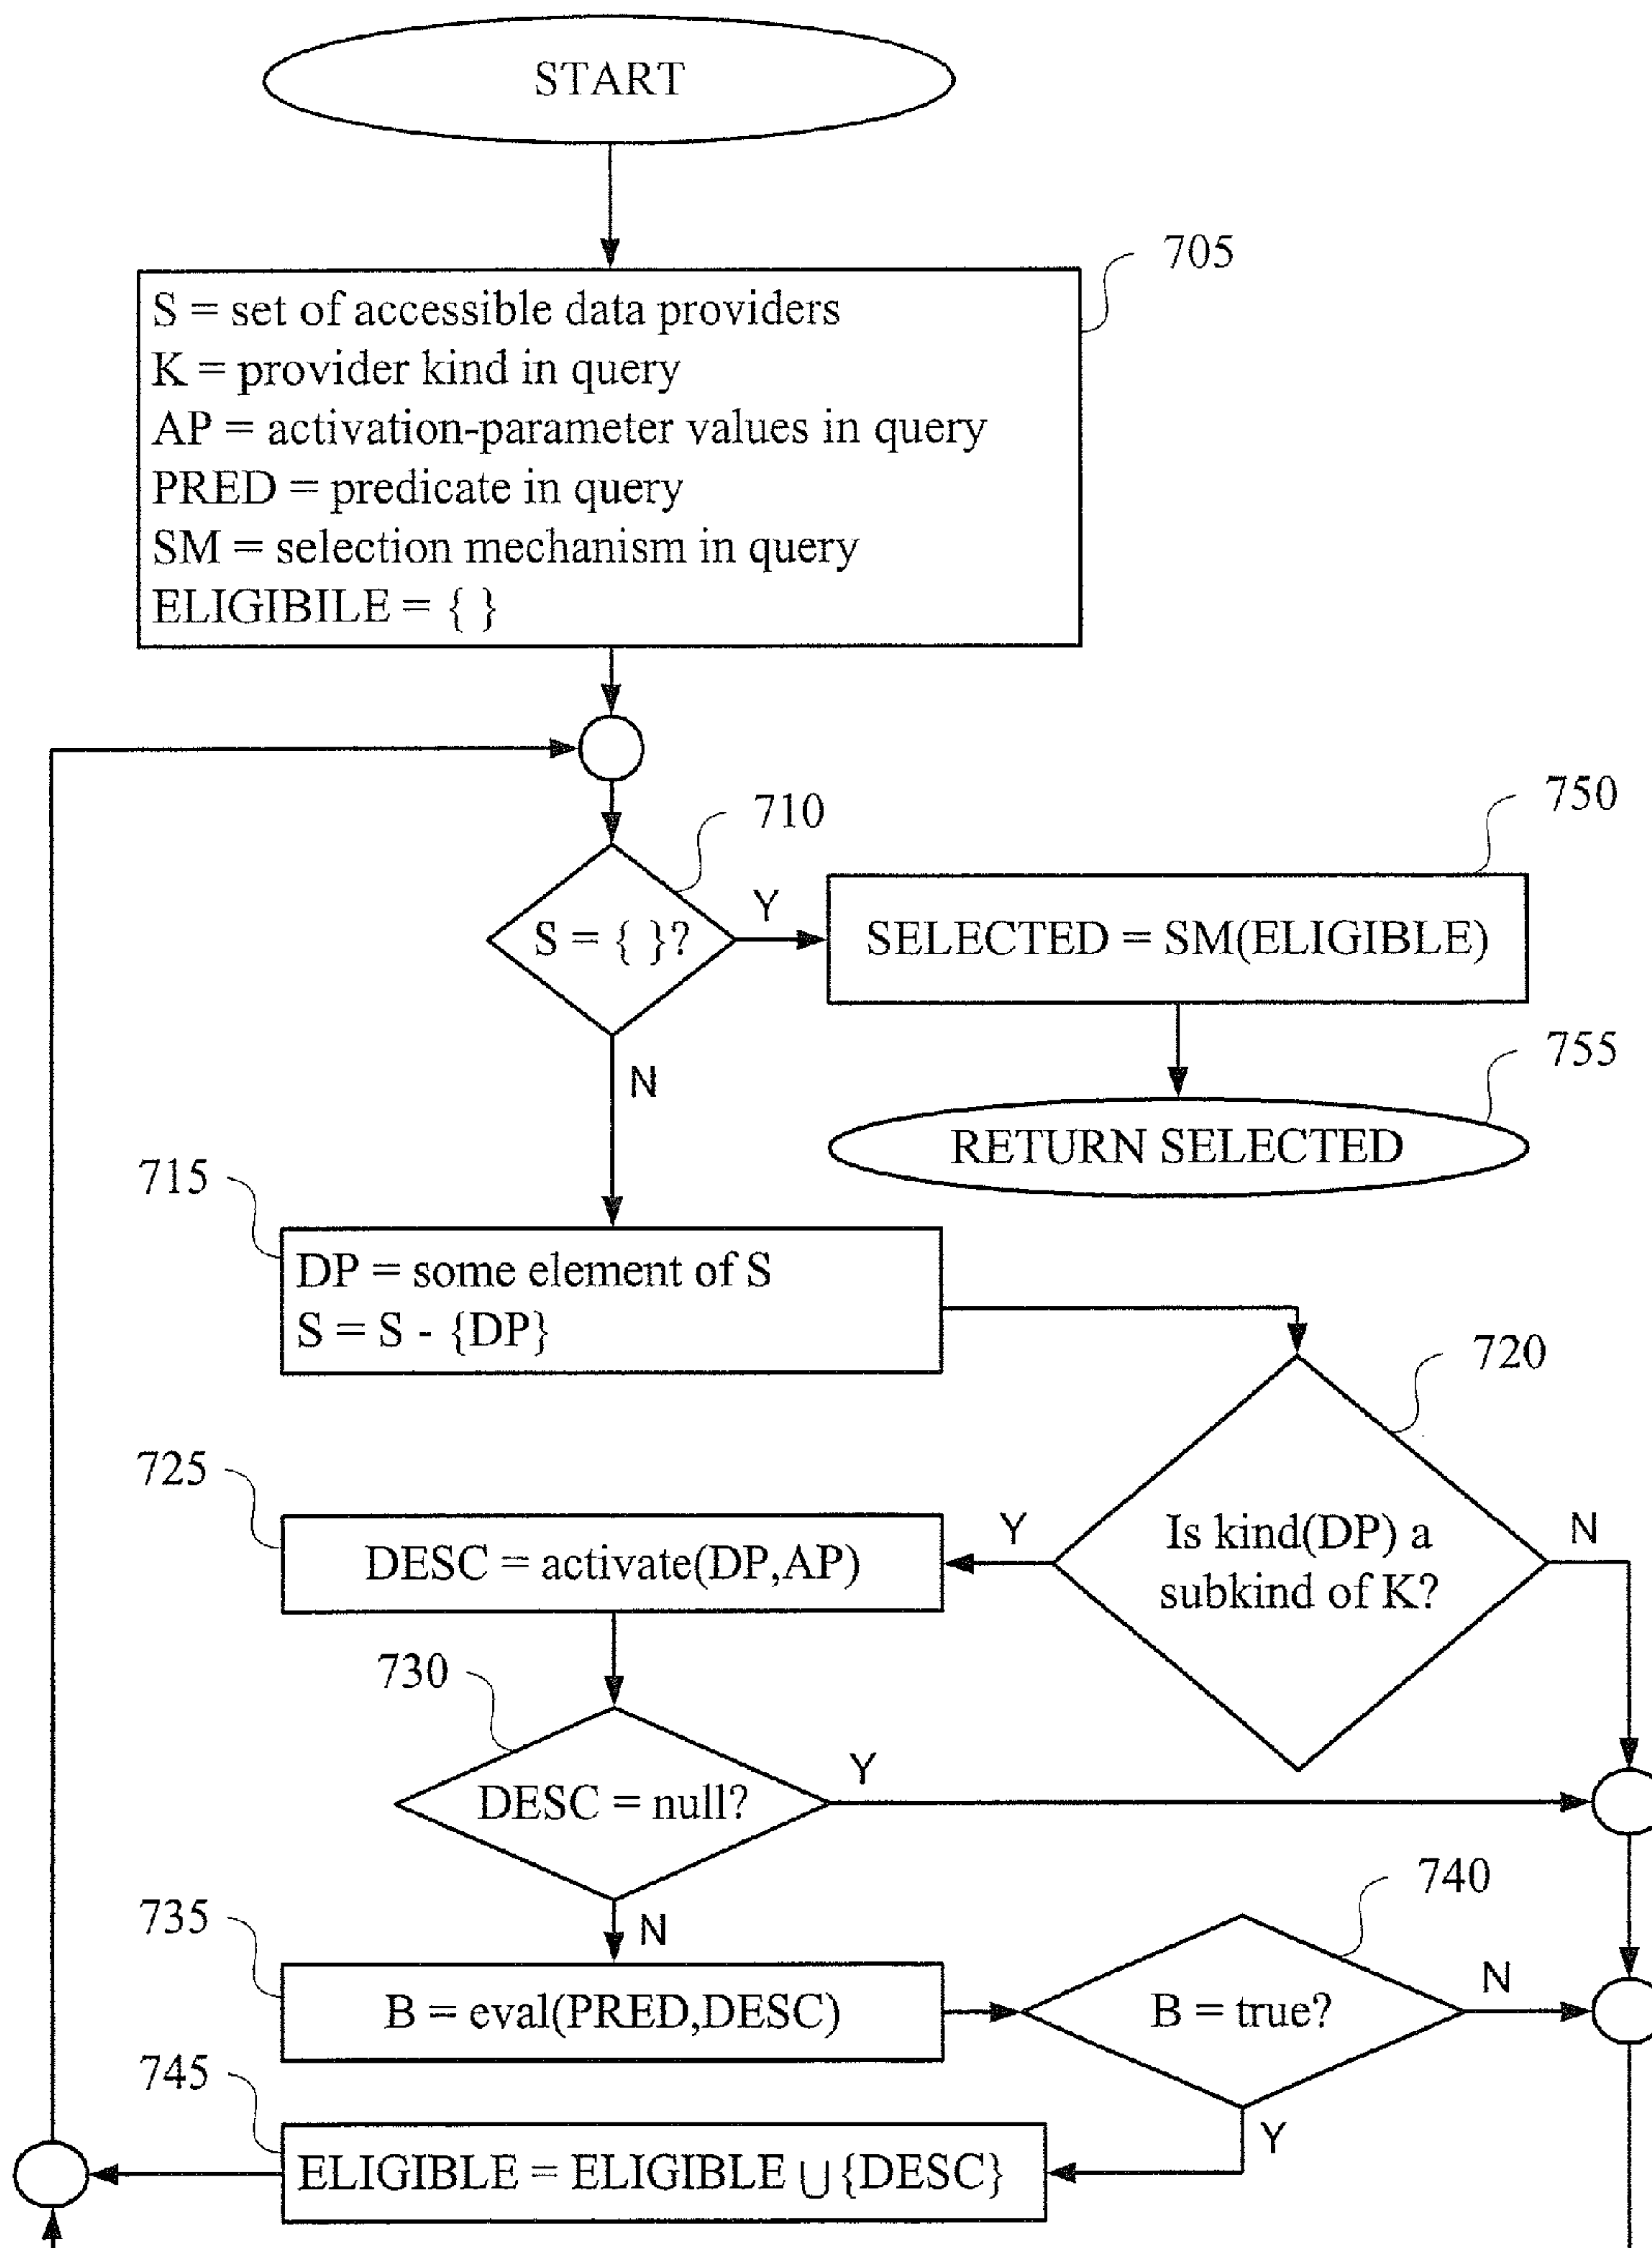 START
705
S = set of accessible data providers
K = provider kind in query
AP = activation-parameter values in query
PRED = predicate in query
SM = selection mechanism in query
ELIGIBILE = { }
710
750
S = { }?
Y
SELECTED = SM(ELIGIBLE)
N
755
RETURN SELECTED
715
DP = some element of S
S = S - {DP}
720
725
Is kind(DP) a
subkind of K?
Y
N
DESC = activate(DP,AP)
730
DESC = null?
Y
N
735
B = eval(PRED,DESC)
740
B = true?
N
Y
745
ELIGIBLE = ELIGIBLE ∪ {DESC}